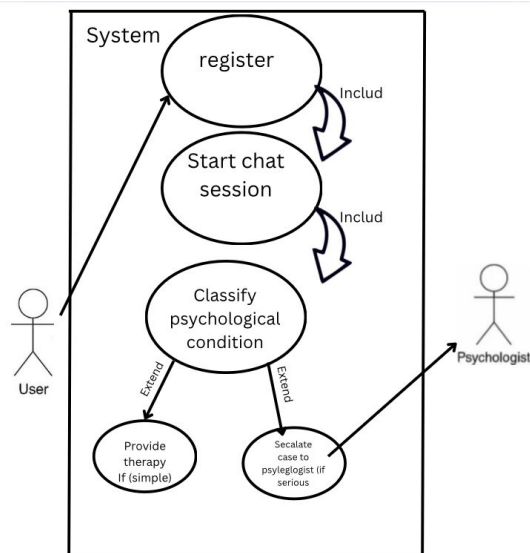 System
register
Includ
Start chat
session
Includ
Classify
psychological
condition
User
Psychologist
Extend
Extend
Provide
therapy
If (simple)
Secalate
case to
psyleglogist (if
serious